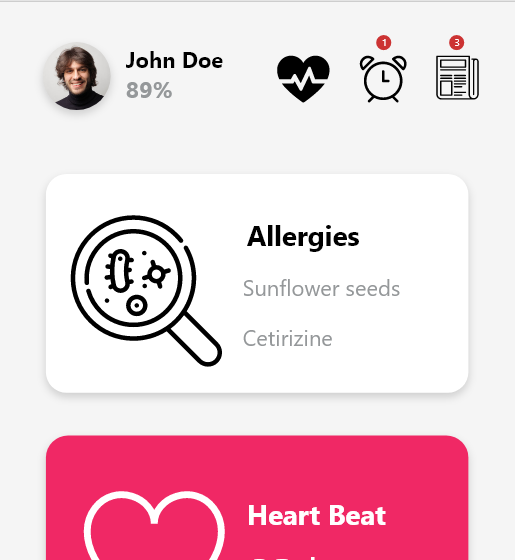 John Doe
89%
1
3
Allergies
Sunflower seeds
Cetirizine
Heart Beat